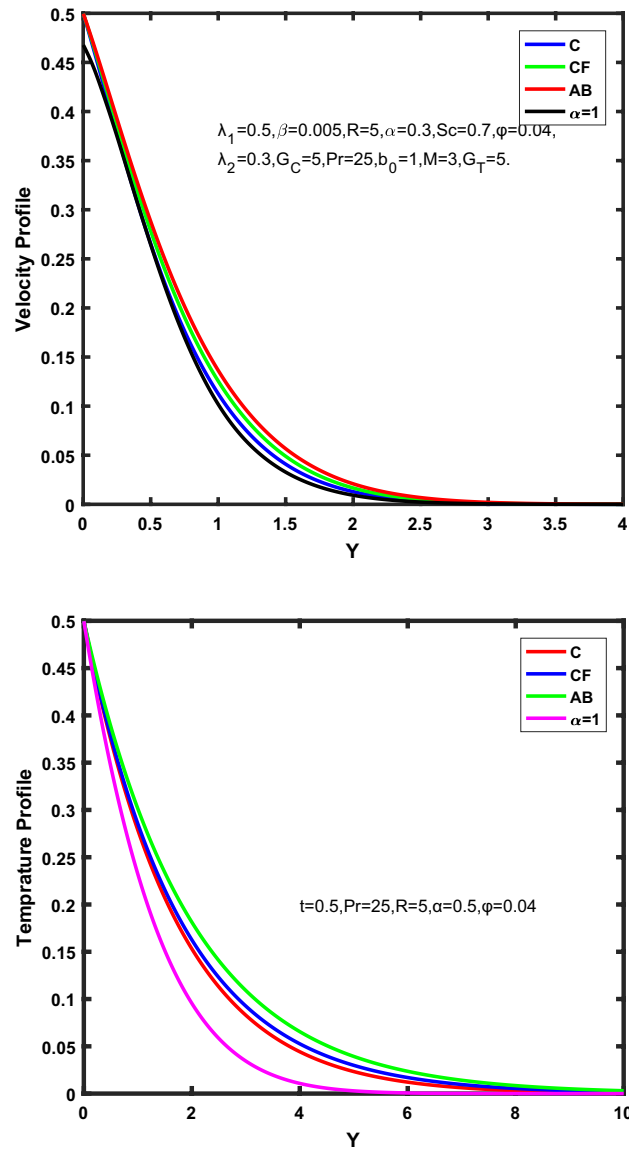 0.5
0.45
0.4
0.35
0.3
0.25
0.2
0.15
0.1
0.05
0
Velocity Profile
C
CF
AB
α=1
λ1=0.5,β=0.005,R=5,α=0.3,Sc=0.7,φ=0.04,
λ2=0.3,GC=5,Pr=25,b0=1,M=3,GT=5.
0 0.5 1 1.5 2 2.5 3 3.5 4
Y
0.5
0.45
0.4
0.35
0.3
0.25
0.2
0.15
0.1
0.05
0
Temprature Profile
C
CF
AB
α=1
t=0.5,Pr=25,R=5,α=0.5,φ=0.04
0 2 4 6 8 10
Y